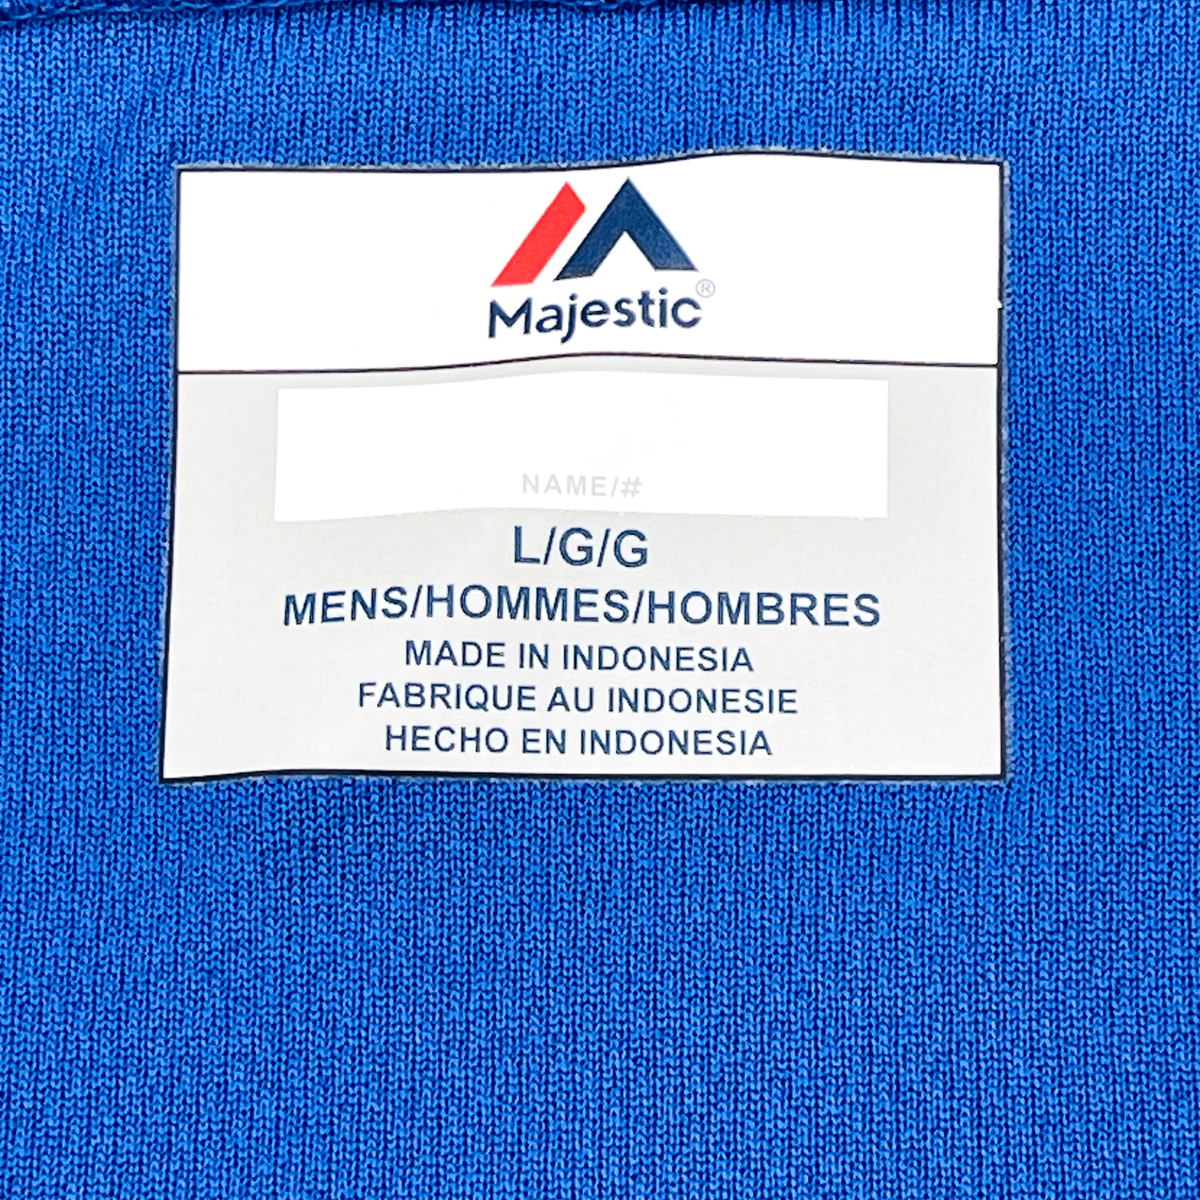 Majestic®
NAME/#
L/G/G
MENS/HOMMES/HOMBRES
MADE IN INDONESIA
FABRIQUE AU INDONESIE
HECHO EN INDONESIA